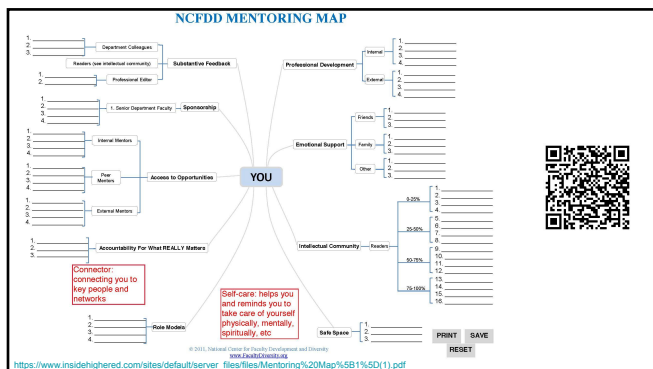 NCFDD MENTORING MAP
1.
2.
3.
Department Colleagues
Readers (see intellectual community)
1.
2.
Professional Editor
Substantive Feedback
1.
2.
3.
4.
1. Senior Department Faculty
Sponsorship
1.
2.
3.
4.
Internal Mentors
1.
2.
3.
4.
Peer
Mentors
1.
2.
3.
4.
External Mentors
Access to Opportunities
1.
2.
3.
Accountability For What REALLY Matters
Connector:
connecting you to
key people and
networks
1.
2.
3.
4.
Role Models
YOU
Self-care: helps you
and reminds you to
take care of yourself
physically, mentally,
spiritually, etc
Professional Development
Internal
1.
2.
3.
4.
External
1.
2.
3.
4.
Emotional Support
Friends
1.
2.
3.
Family
1.
2.
3.
Other
1.
2.
3.
Intellectual Community
Readers
0-25%
1.
2.
3.
4.
25-50%
5.
6.
7.
8.
50-75%
9.
10.
11.
12.
75-100%
13.
14.
15.
16.
Safe Space
1.
2.
3.
PRINT
SAVE
RESET
© 2011, National Center for Faculty Development and Diversity
www.FacultyDiversity.org
https://www.insidehighered.com/sites/default/server_files/files/Mentoring%20Map%5B1%5D(1).pdf